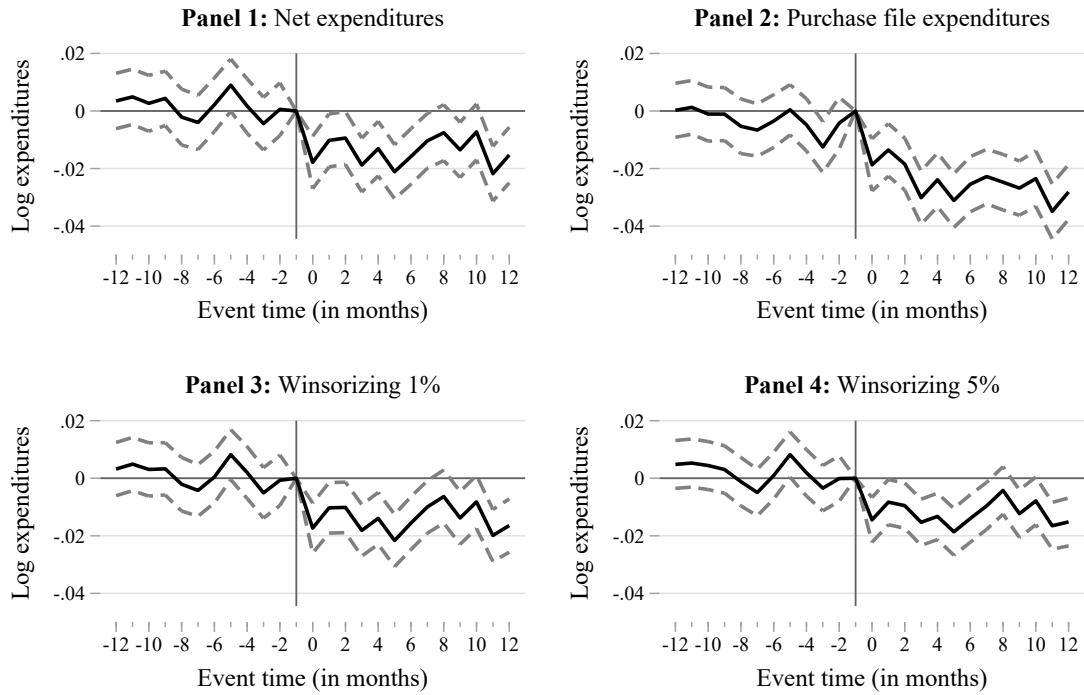 Panel 1: Net expenditures
Log expenditures
.02
0
-.02
-.04
-12 -10 -8 -6 -4 -2 0 2 4 6 8 10 12
Event time (in months)
Panel 2: Purchase file expenditures
Log expenditures
.02
0
-.02
-.04
-12 -10 -8 -6 -4 -2 0 2 4 6 8 10 12
Event time (in months)
Panel 3: Winsorizing 1%
Log expenditures
.02
0
-.02
-.04
-12 -10 -8 -6 -4 -2 0 2 4 6 8 10 12
Event time (in months)
Panel 4: Winsorizing 5%
Log expenditures
.02
0
-.02
-.04
-12 -10 -8 -6 -4 -2 0 2 4 6 8 10 12
Event time (in months)